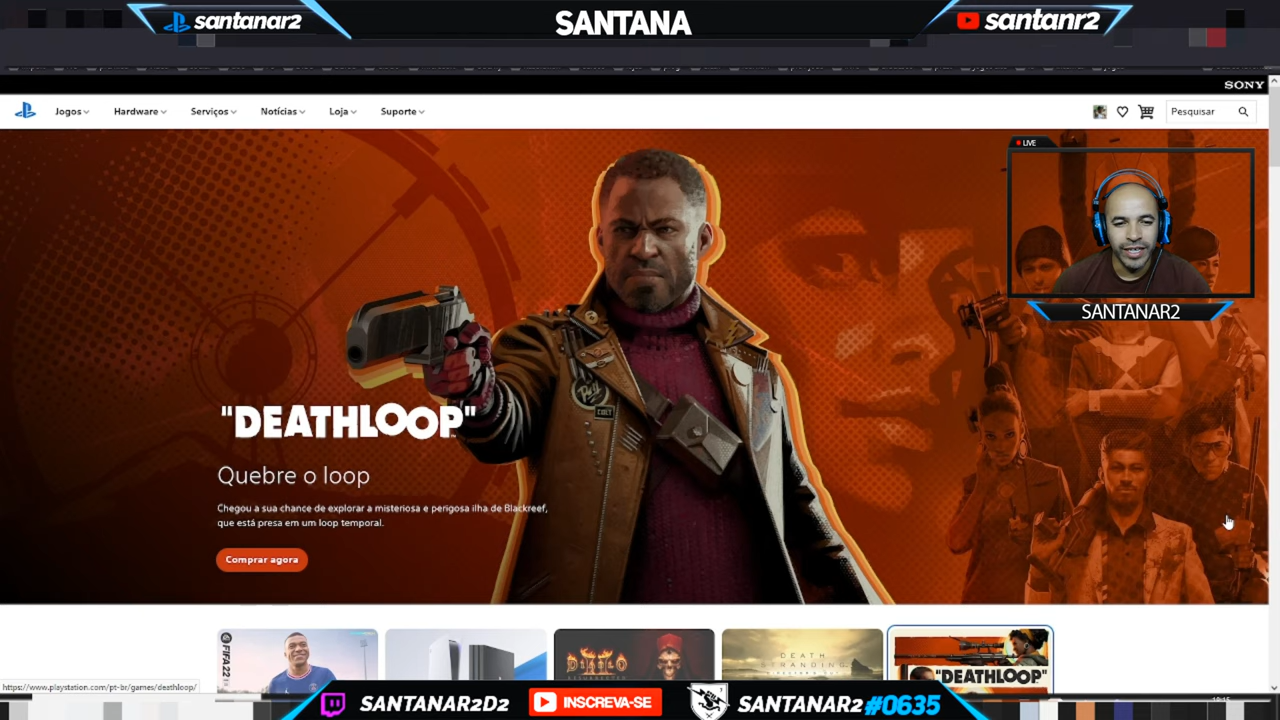 santanar2
SANTANA
santanr2
SONY
Jogos
Hardware
Serviços
Notícias
Loja
Suporte
Pesquisar
LIVE
SANTANAR2
"DEATHLOOP"
Quebre o loop
Chegou a sua chance de explorar a misteriosa e perigosa ilha de Blackreef,
que está presa em um loop temporal.
Comprar agora
FIFA 22
DIABLO
DEATH
STRANDING
"DEATHLOOP"
https://www.playstation.com/pt-br/games/deathloop/
SANTANAR2D2
INSCREVA-SE
SANTANAR2#0635